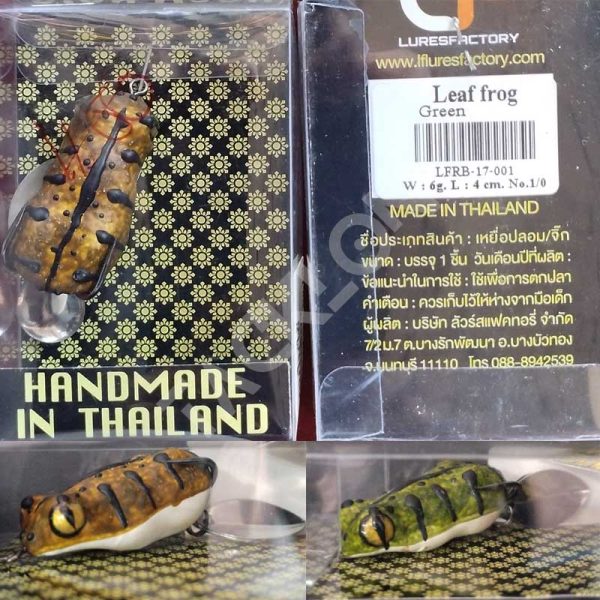 HANDMADE
IN THAILAND
LURESFACTORY
www.lfluresfactory.com
Leaf frog
Green
LFRB-17-001
W : 6g. L : 4 cm. No.1/0
MADE IN THAILAND
ชื่อประเภทสินค้า : เหยื่อปลอม/จิ๊ก
ขนาด : บรรจุ 1 ชิ้น วันเดือนปีที่ผลิต :
ข้อแนะนำในการใช้ : ใช้เพื่อการตกปลา
คำเตือน : ควรเก็บไว้ให้ห่างจากมือเด็ก
ผู้ผลิต : บริษัท ลัวร์สแฟคทอรี่ จำกัด
7/2 ม.7 ต.บางรักพัฒนา อ.บางบัวทอง
จ.นนทบุรี 11110 โทร 088-8942539